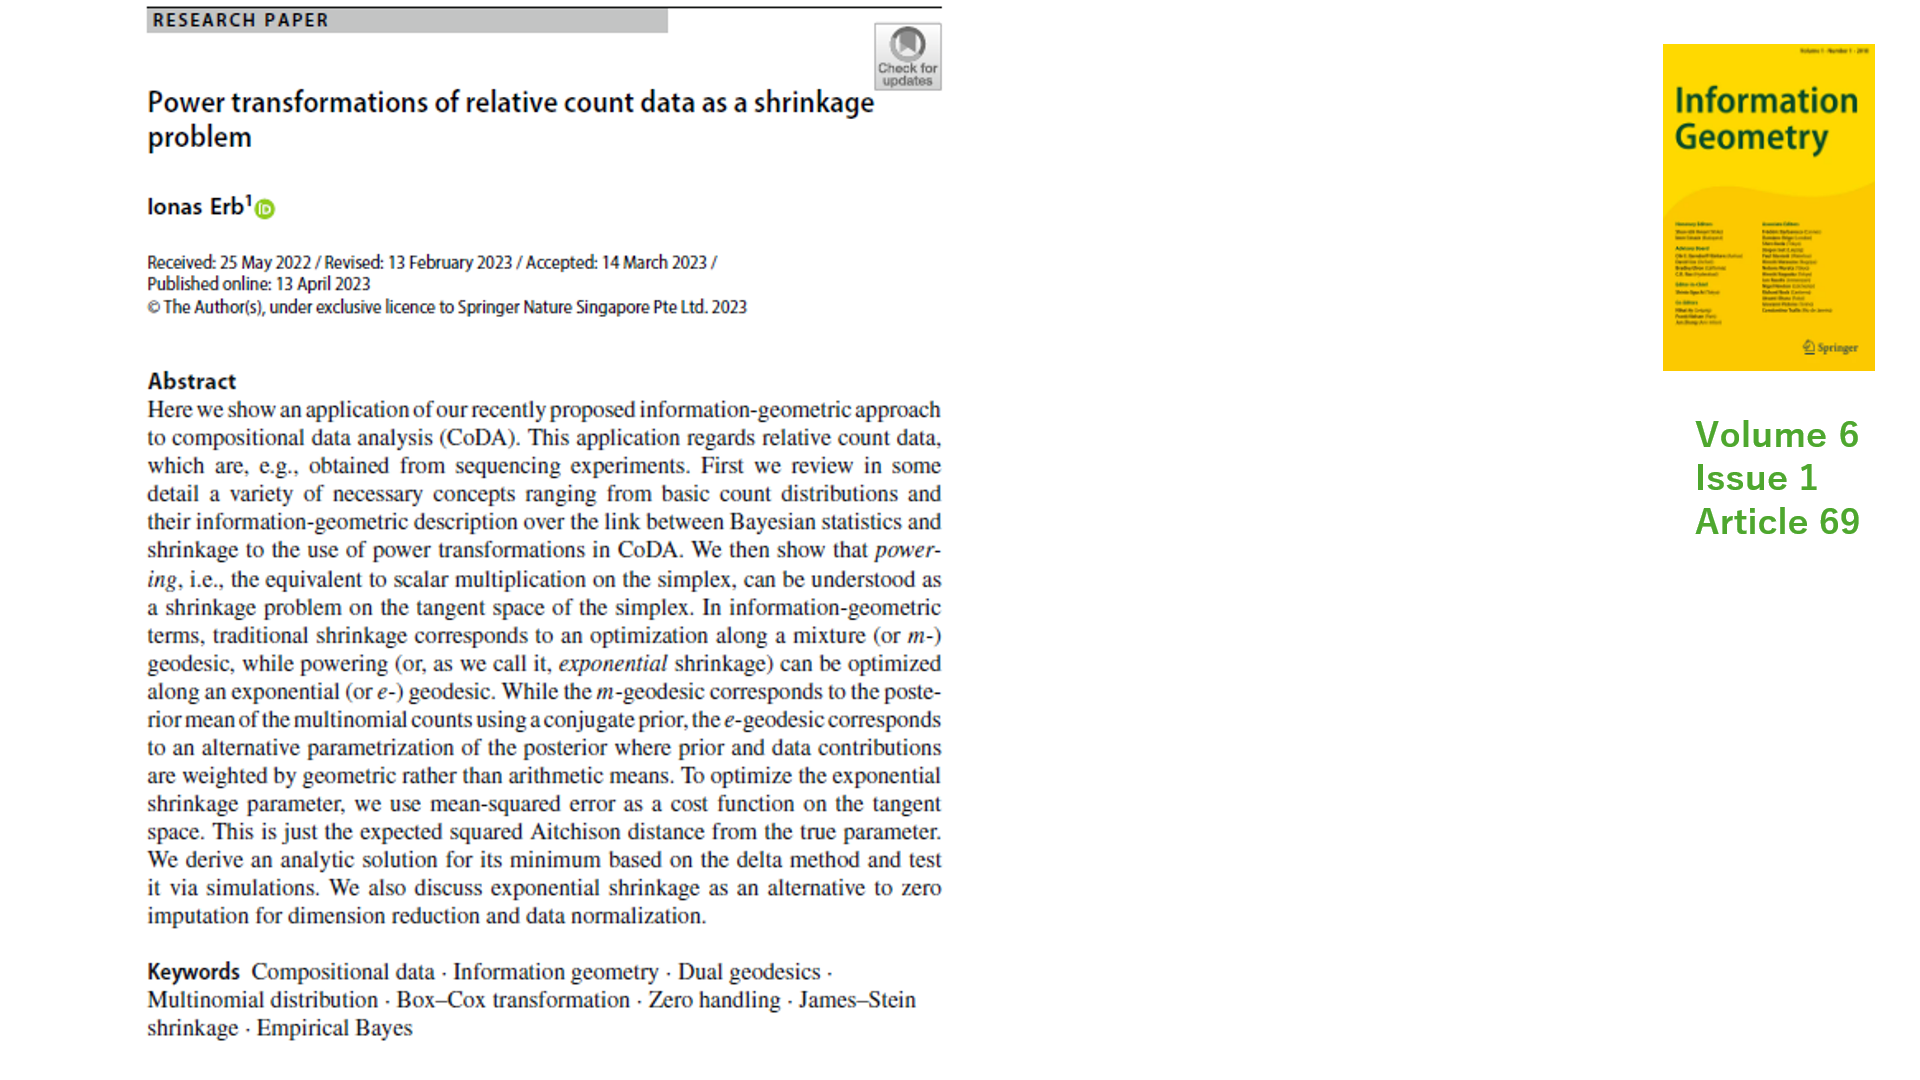 RESEARCH PAPER
Check for
updates
Power transformations of relative count data as a shrinkage
problem
Ionas Erb1
iD
Received: 25 May 2022 / Revised: 13 February 2023 / Accepted: 14 March 2023 /
Published online: 13 April 2023
© The Author(s), under exclusive licence to Springer Nature Singapore Pte Ltd. 2023
Abstract
Here we show an application of our recently proposed information-geometric approach
to compositional data analysis (CoDA). This application regards relative count data,
which are, e.g., obtained from sequencing experiments. First we review in some
detail a variety of necessary concepts ranging from basic count distributions and
their information-geometric description over the link between Bayesian statistics and
shrinkage to the use of power transformations in CoDA. We then show that power-
ing, i.e., the equivalent to scalar multiplication on the simplex, can be understood as
a shrinkage problem on the tangent space of the simplex. In information-geometric
terms, traditional shrinkage corresponds to an optimization along a mixture (or m-)
geodesic, while powering (or, as we call it, exponential shrinkage) can be optimized
along an exponential (or e-) geodesic. While the m-geodesic corresponds to the poste-
rior mean of the multinomial counts using a conjugate prior, the e-geodesic corresponds
to an alternative parametrization of the posterior where prior and data contributions
are weighted by geometric rather than arithmetic means. To optimize the exponential
shrinkage parameter, we use mean-squared error as a cost function on the tangent
space. This is just the expected squared Aitchison distance from the true parameter.
We derive an analytic solution for its minimum based on the delta method and test
it via simulations. We also discuss exponential shrinkage as an alternative to zero
imputation for dimension reduction and data normalization.
Keywords Compositional data · Information geometry · Dual geodesics ·
Multinomial distribution · Box–Cox transformation · Zero handling · James–Stein
shrinkage · Empirical Bayes
Volume 1 · Number 1 · 2018
Information
Geometry
Springer
Volume 6
Issue 1
Article 69